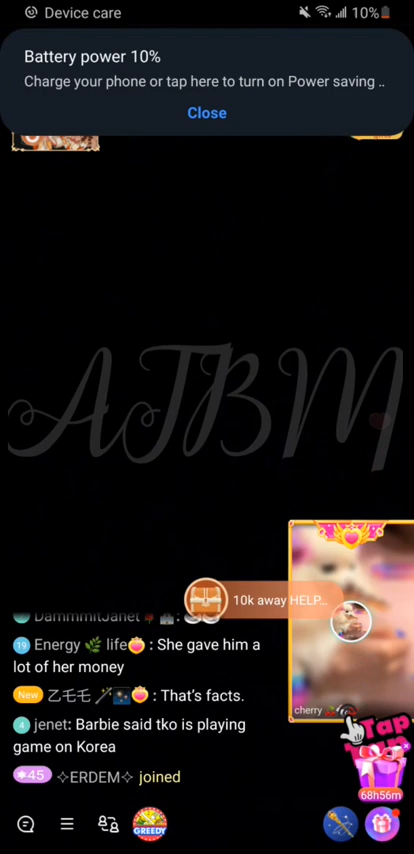 Device care
10%
Battery power 10%
Charge your phone or tap here to turn on Power saving ..
Close
AJBM
10k away HELP...
DammmitJanet :
19 Energy life : She gave him a
lot of her money
New 乙乇乇 : That's facts.
4 jenet: Barbie said tko is playing
game on Korea
45 ✧ERDEM✧ joined
cherry
Tap
68h56m
GREEDY